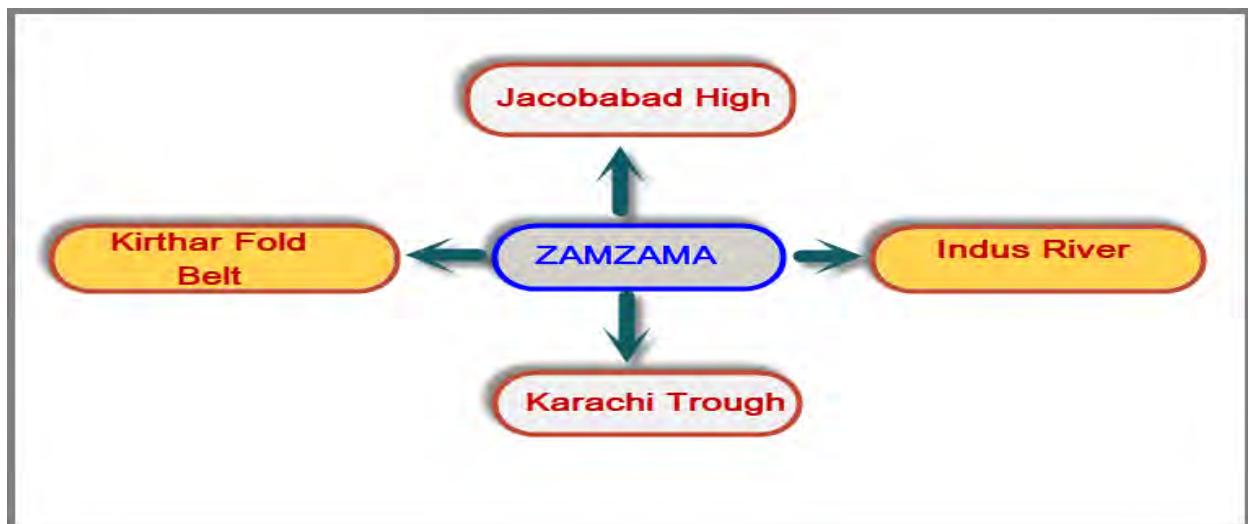 Jacobabad High
Kirthar Fold
Belt
ZAMZAMA
Indus River
Karachi Trough